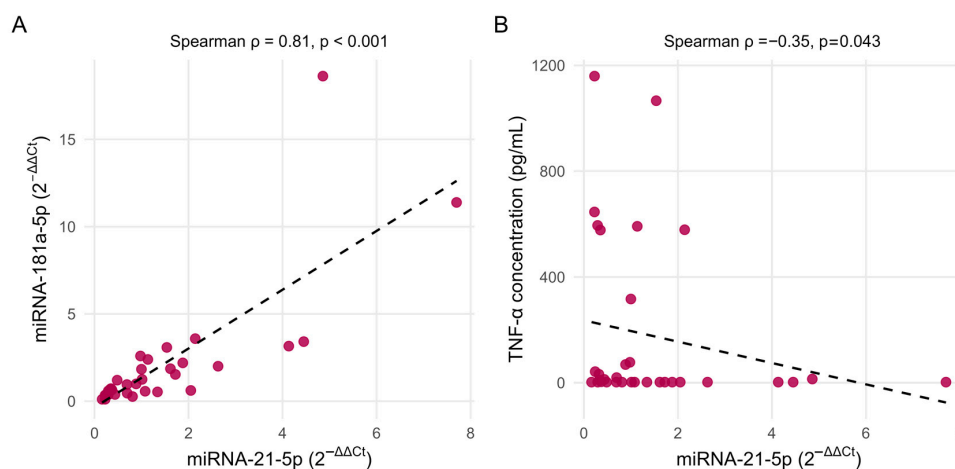 A
Spearman ρ = 0.81, p < 0.001
miRNA-181a-5p (2^−ΔΔCt)
15
10
5
0
0
2
4
6
8
miRNA-21-5p (2^−ΔΔCt)
B
Spearman ρ =−0.35, p=0.043
TNF-α concentration (pg/mL)
1200
800
400
0
0
2
4
6
miRNA-21-5p (2^−ΔΔCt)